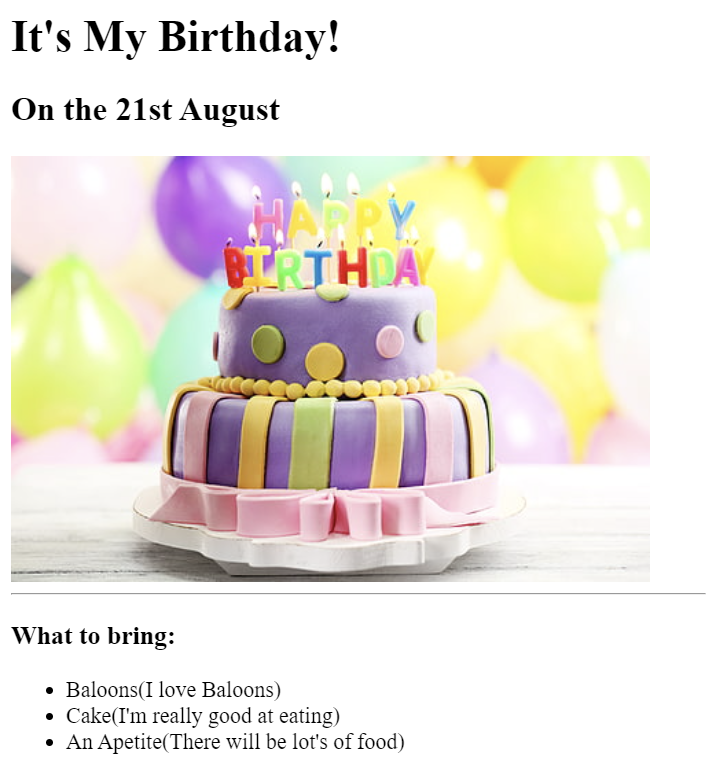 It's My Birthday!
On the 21st August
HAPPY
BIRTHDAY
What to bring:
Baloons(I love Baloons)
Cake(I'm really good at eating)
An Apetite(There will be lot's of food)